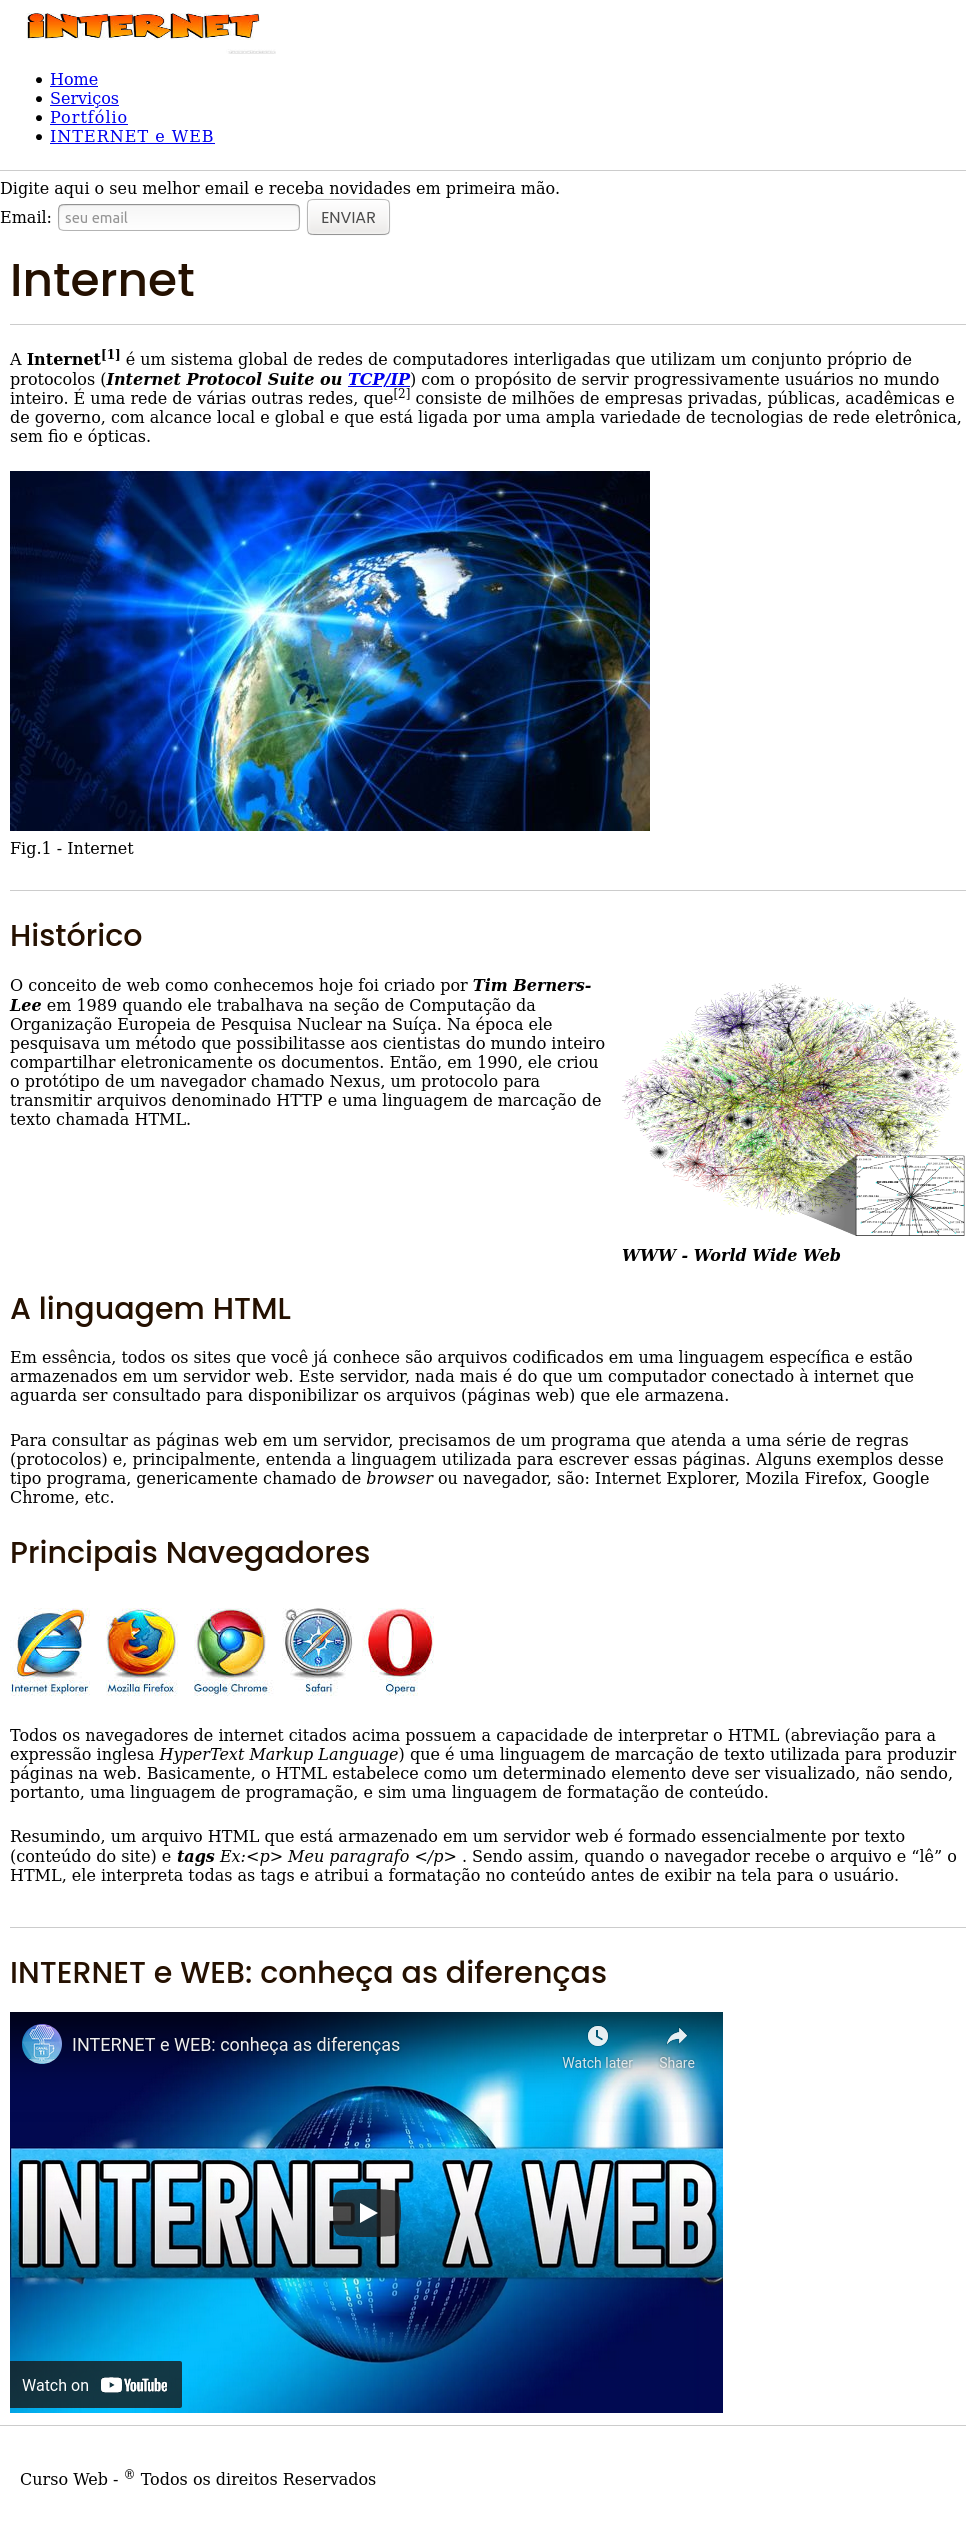 INTERNET
Home
Serviços
Portfólio
INTERNET e WEB
Digite aqui o seu melhor email e receba novidades em primeira mão.
Email: seu email ENVIAR
Internet
A Internet[1] é um sistema global de redes de computadores interligadas que utilizam um conjunto próprio de
protocolos (Internet Protocol Suite ou TCP/IP) com o propósito de servir progressivamente usuários no mundo
inteiro. É uma rede de várias outras redes, que[2] consiste de milhões de empresas privadas, públicas, acadêmicas e
de governo, com alcance local e global e que está ligada por uma ampla variedade de tecnologias de rede eletrônica,
sem fio e ópticas.
Fig.1 - Internet
Histórico
O conceito de web como conhecemos hoje foi criado por Tim Berners-
Lee em 1989 quando ele trabalhava na seção de Computação da
Organização Europeia de Pesquisa Nuclear na Suíça. Na época ele
pesquisava um método que possibilitasse aos cientistas do mundo inteiro
compartilhar eletronicamente os documentos. Então, em 1990, ele criou
o protótipo de um navegador chamado Nexus, um protocolo para
transmitir arquivos denominado HTTP e uma linguagem de marcação de
texto chamada HTML.
WWW - World Wide Web
A linguagem HTML
Em essência, todos os sites que você já conhece são arquivos codificados em uma linguagem específica e estão
armazenados em um servidor web. Este servidor, nada mais é do que um computador conectado à internet que
aguarda ser consultado para disponibilizar os arquivos (páginas web) que ele armazena.
Para consultar as páginas web em um servidor, precisamos de um programa que atenda a uma série de regras
(protocolos) e, principalmente, entenda a linguagem utilizada para escrever essas páginas. Alguns exemplos desse
tipo programa, genericamente chamado de browser ou navegador, são: Internet Explorer, Mozila Firefox, Google
Chrome, etc.
Principais Navegadores
Internet Explorer Mozilla Firefox Google Chrome Safari Opera
Todos os navegadores de internet citados acima possuem a capacidade de interpretar o HTML (abreviação para a
expressão inglesa HyperText Markup Language) que é uma linguagem de marcação de texto utilizada para produzir
páginas na web. Basicamente, o HTML estabelece como um determinado elemento deve ser visualizado, não sendo,
portanto, uma linguagem de programação, e sim uma linguagem de formatação de conteúdo.
Resumindo, um arquivo HTML que está armazenado em um servidor web é formado essencialmente por texto
(conteúdo do site) e tags Ex:<p> Meu paragrafo </p> . Sendo assim, quando o navegador recebe o arquivo e “lê” o
HTML, ele interpreta todas as tags e atribui a formatação no conteúdo antes de exibir na tela para o usuário.
INTERNET e WEB: conheça as diferenças
INTERNET e WEB: conheça as diferenças
Watch later Share
INTERNET X WEB
Watch on YouTube
Curso Web - ® Todos os direitos Reservados